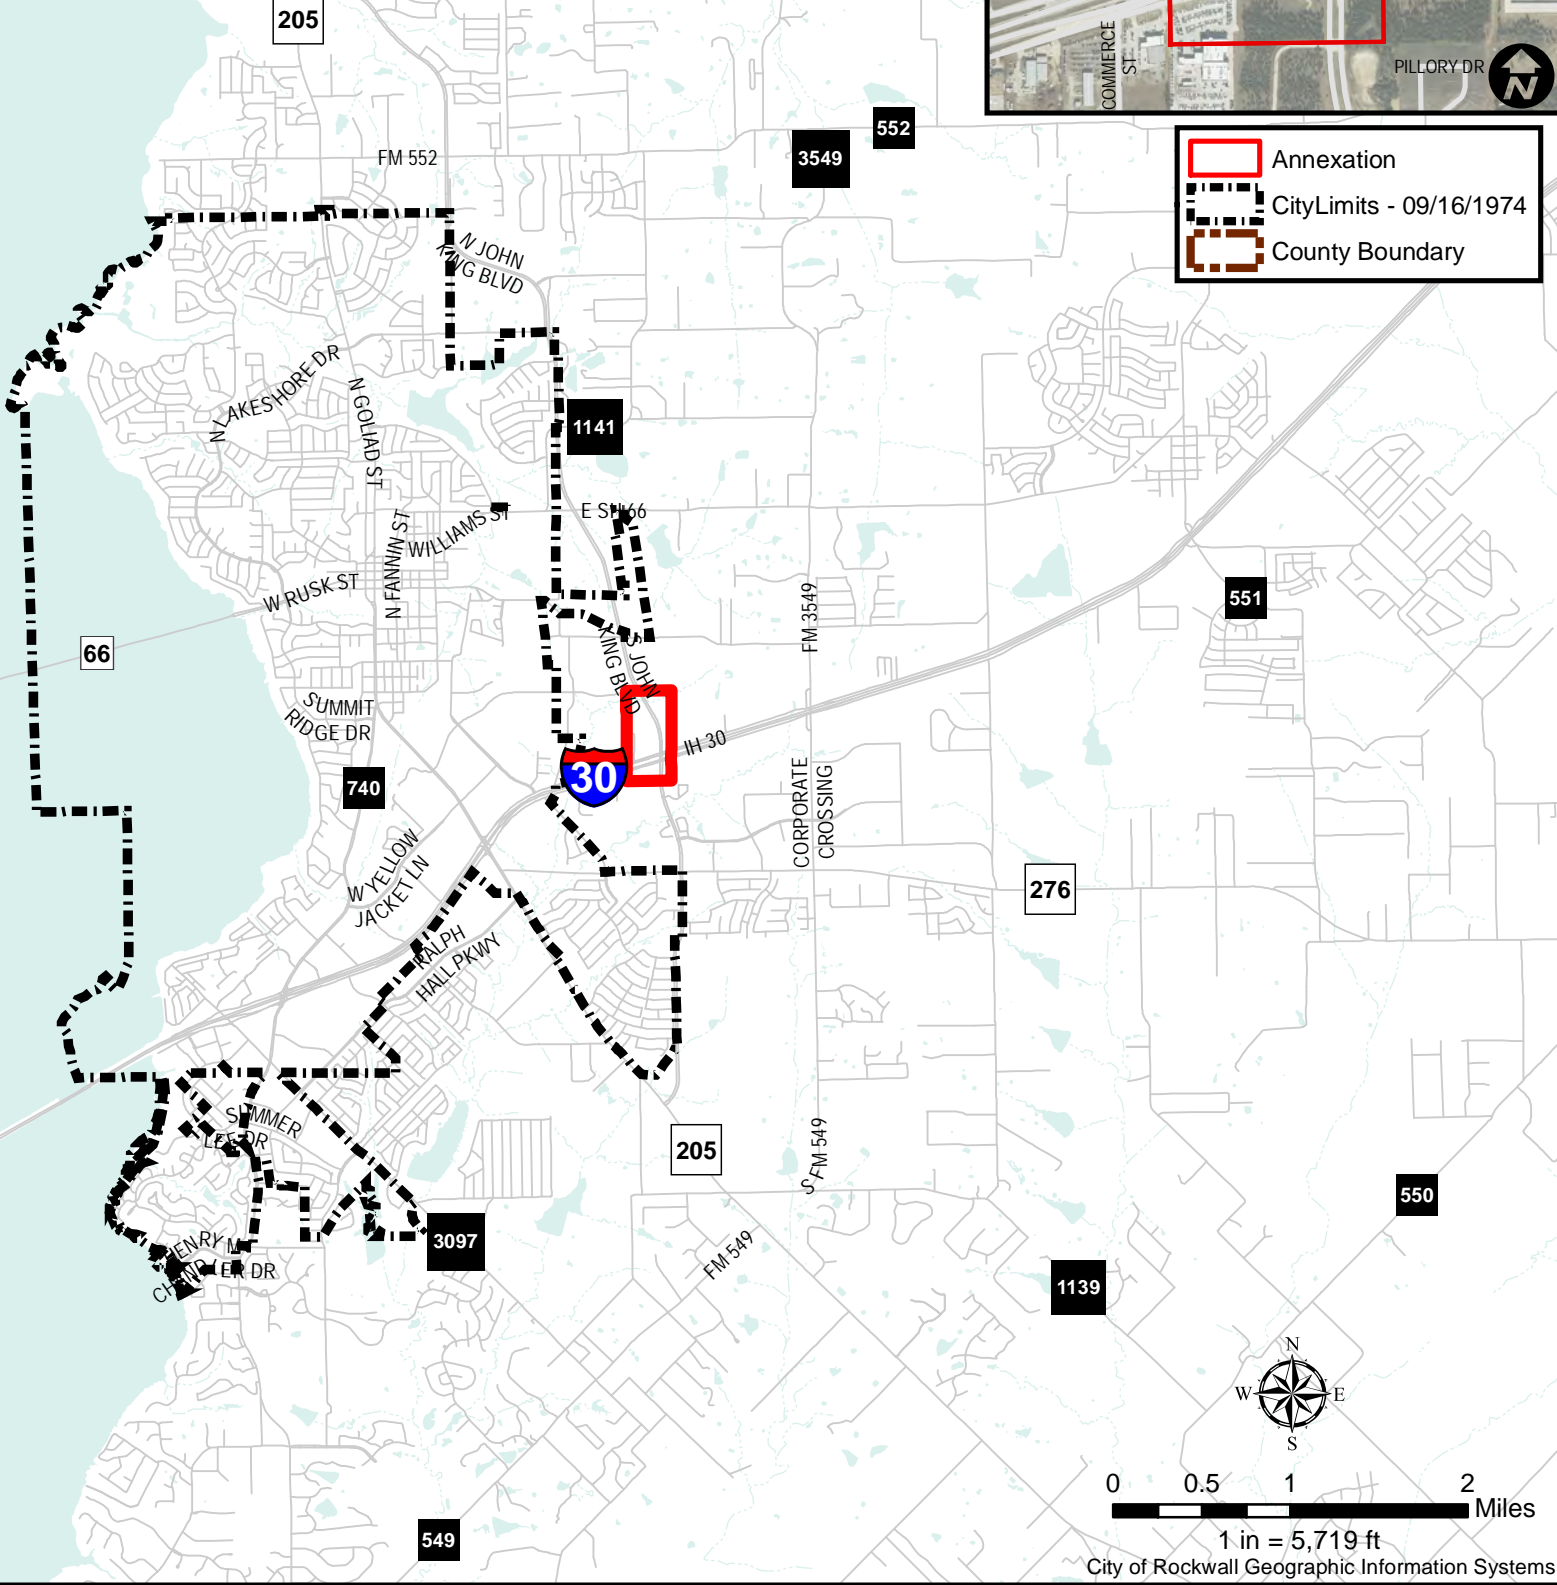 205
COMMERCE
ST
PILLORY DR
N
552
3549
FM 552
Annexation
CityLimits - 09/16/1974
County Boundary
N JOHN
KING BLVD
N LAKESHORE DR
N GOLIAD ST
1141
E SH 66
WILLIAMS ST
N FANNIN ST
W RUSK ST
551
FM 3549
66
S JOHN
KING BLVD
SUMMIT
RIDGE DR
IH 30
30
740
CORPORATE
CROSSING
W YELLOW
JACKET LN
276
RALPH
HALL PKWY
SUMMER
LEE DR
205
S FM 549
550
3097
HENRY M
CHANDLER DR
FM 549
1139
N
W
E
S
0 0.5 1 2
Miles
1 in = 5,719 ft
549
City of Rockwall Geographic Information Systems